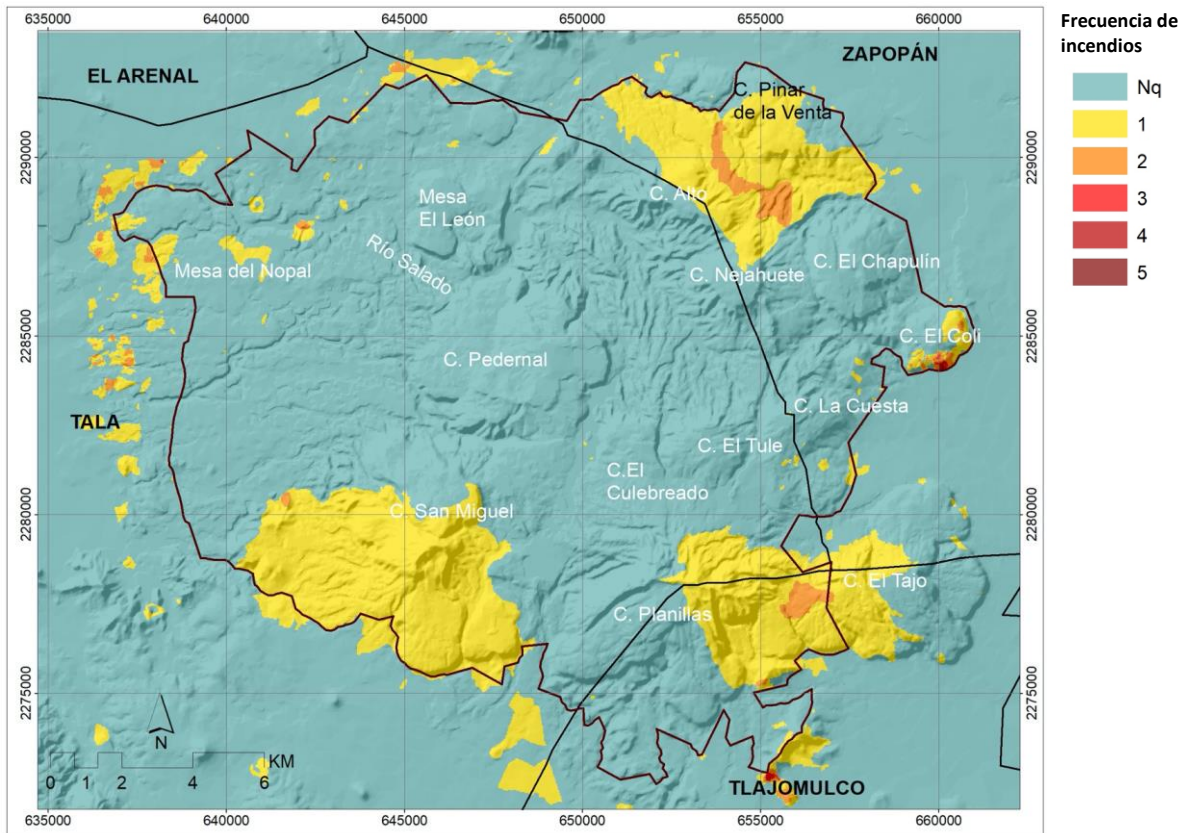 635000 640000 645000 650000 655000 660000
Frecuencia de
incendios
Nq
1
2
3
4
5
EL ARENAL
ZAPOPÁN
C. Pinar
de la Venta
2290000
2290000
C. Alto
Mesa
El León
Río Salado
Mesa del Nopal
C. Nejahuete
C. El Chapulín
2285000
2285000
C. El Coli
C. Pedernal
C. La Cuesta
TALA
C. El Tule
C.El
Culebreado
2280000
2280000
C. San Miguel
C. El Tajo
C. Planillas
2275000
2275000
N
KM
0 1 2 4 6
TLAJOMULCO
635000 640000 645000 650000 655000 660000